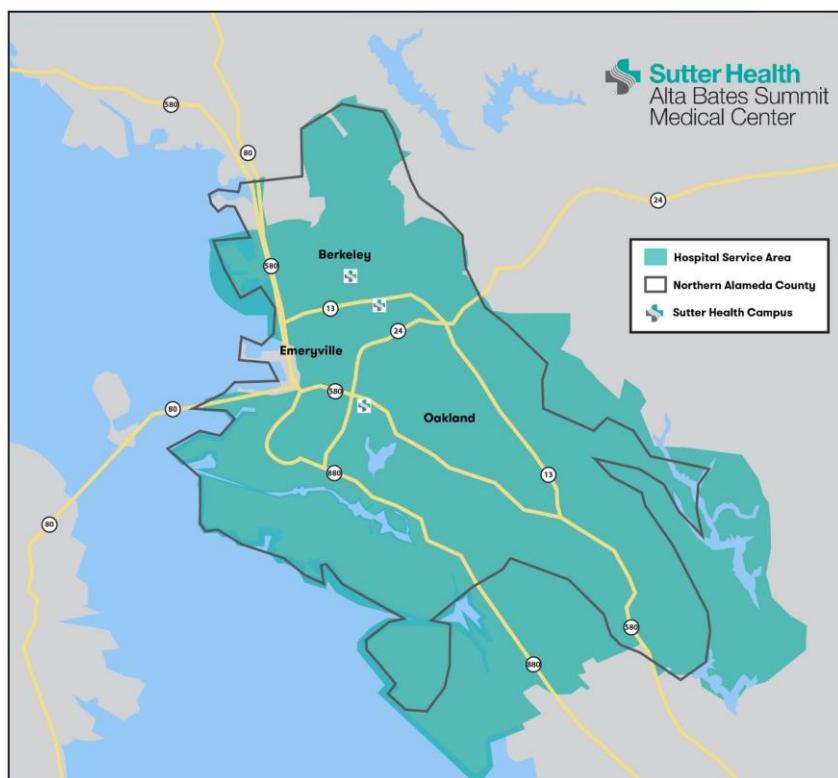 Sutter Health
Alta Bates Summit
Medical Center
580
80
24
Hospital Service Area
Northern Alameda County
Sutter Health Campus
Berkeley
580
13
24
Emeryville
580
80
Oakland
880
13
80
580
880